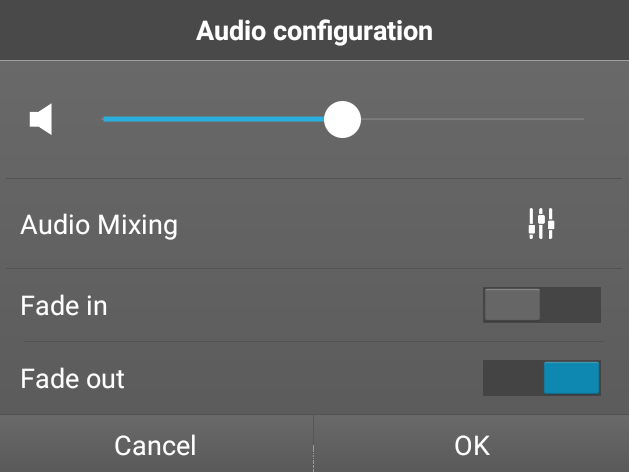 Audio configuration
Audio Mixing
Fade in
Fade out
Cancel
OK